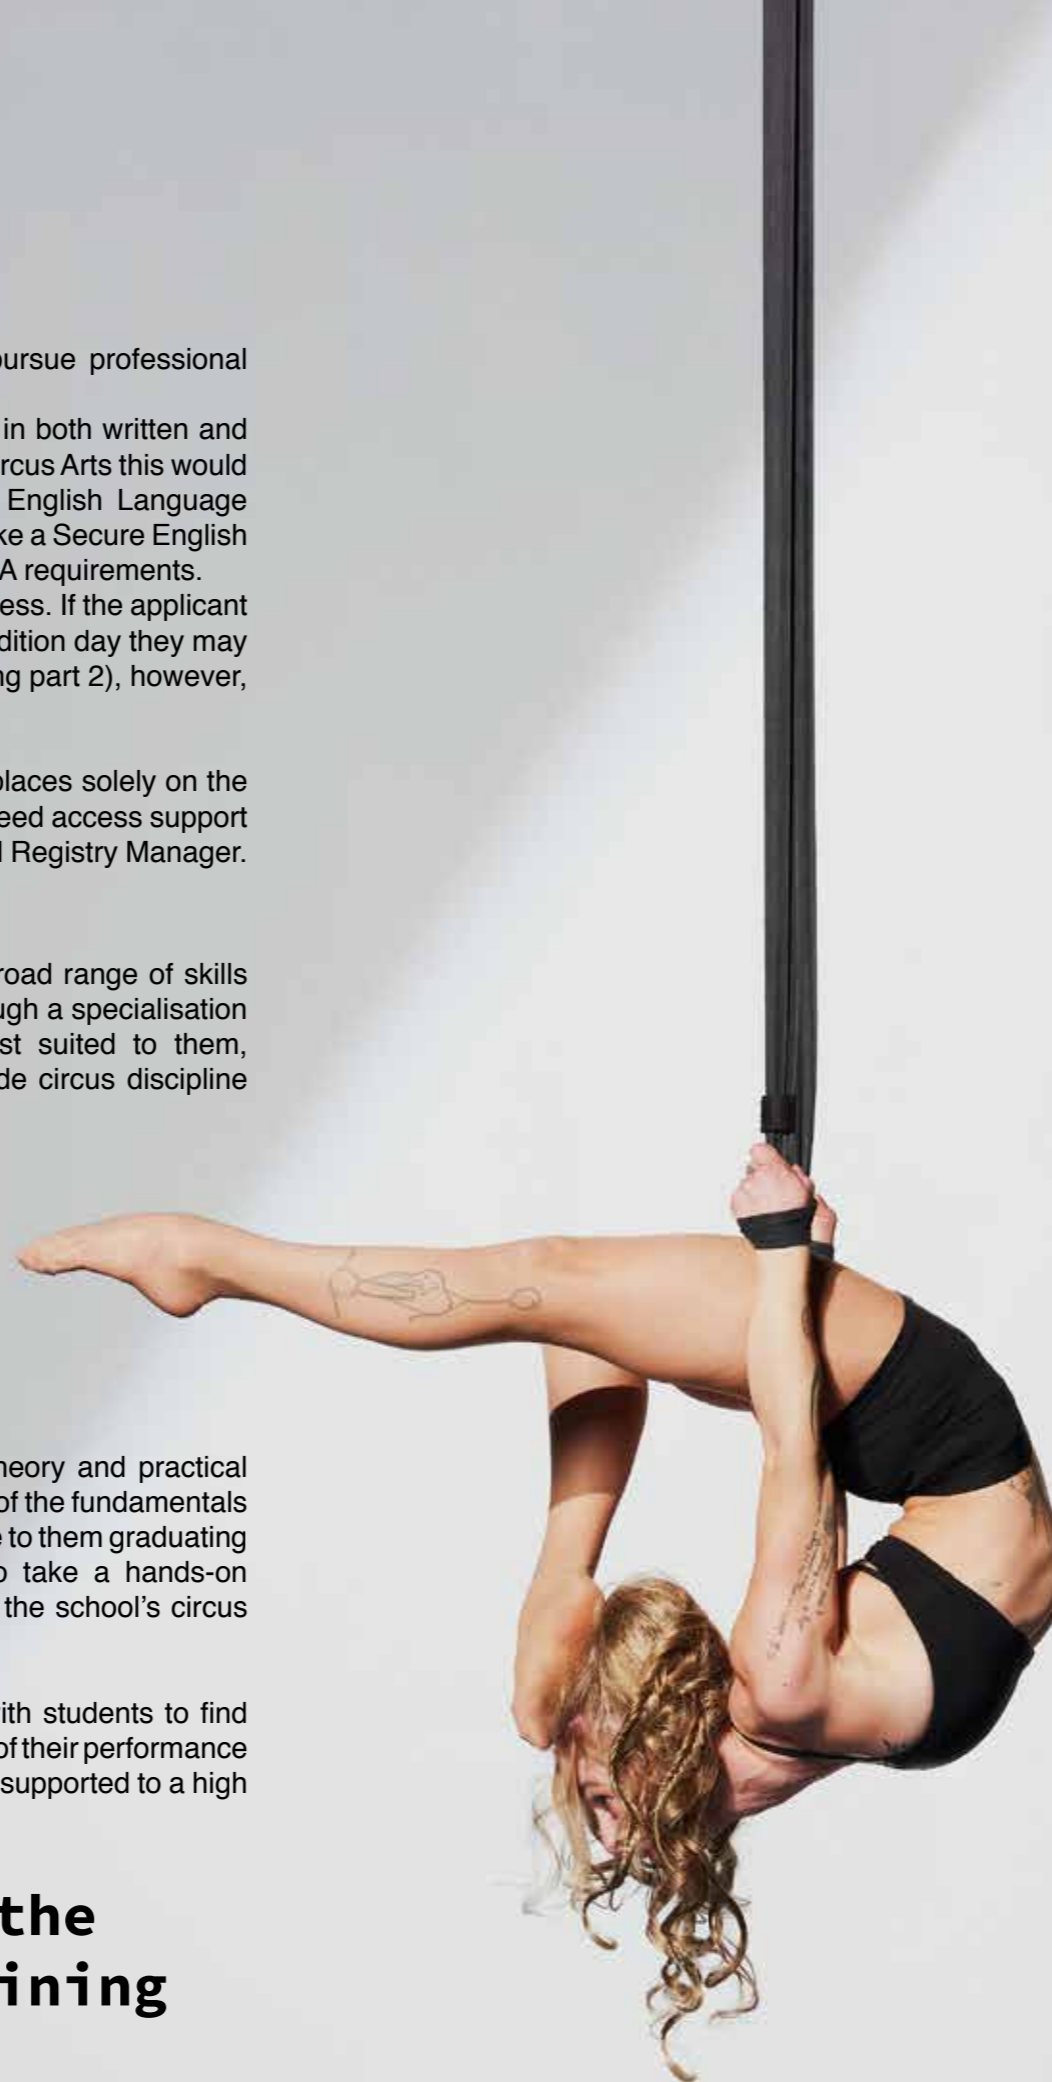 ursue professional
in both written and
rcus Arts this would
English Language
ke a Secure English
A requirements.
ess. If the applicant
dition day they may
ng part 2), however,
places solely on the
eed access support
Registry Manager.
road range of skills
ugh a specialisation
st suited to them,
de circus discipline
heory and practical
of the fundamentals
to them graduating
take a hands-on
the school's circus
ith students to find
of their performance
supported to a high
the
ining